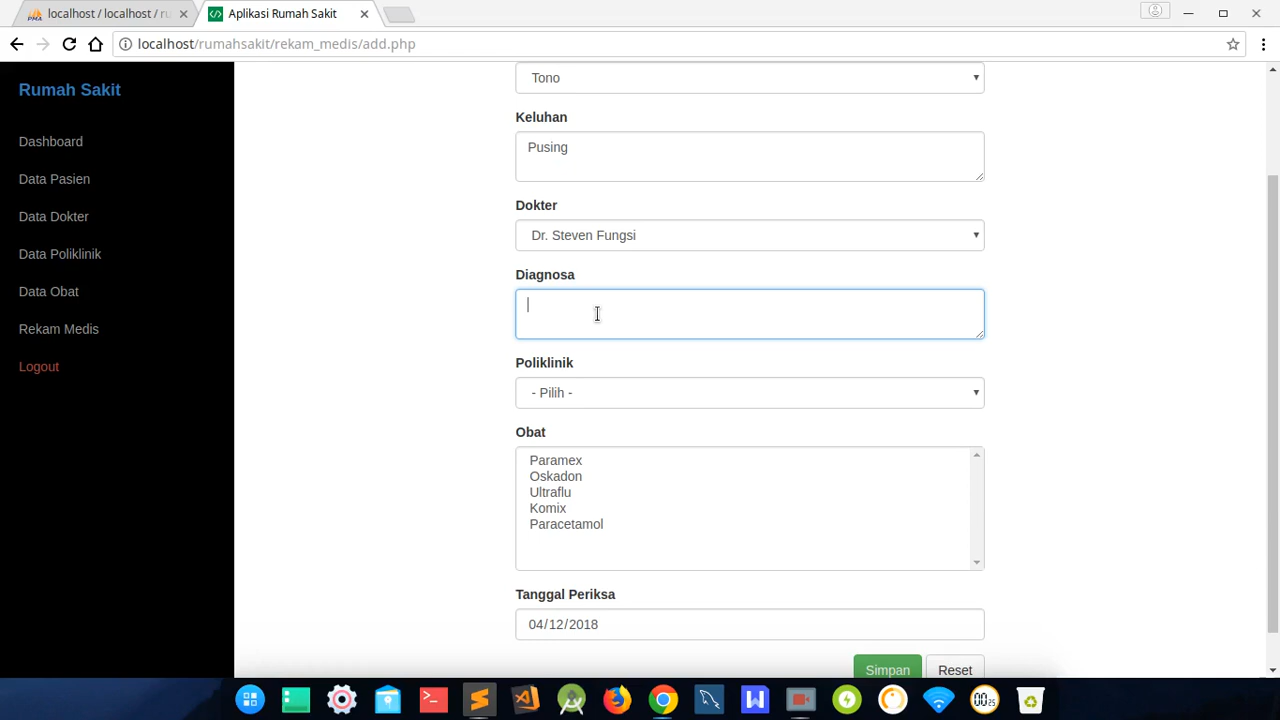 localhost / localhost / ru
Aplikasi Rumah Sakit
localhost/rumahsakit/rekam_medis/add.php
Rumah Sakit
Dashboard
Data Pasien
Data Dokter
Data Poliklinik
Data Obat
Rekam Medis
Logout
Tono
Keluhan
Pusing
Dokter
Dr. Steven Fungsi
Diagnosa
Poliklinik
- Pilih -
Obat
Paramex
Oskadon
Ultraflu
Komix
Paracetamol
Tanggal Periksa
04/12/2018
Simpan
Reset